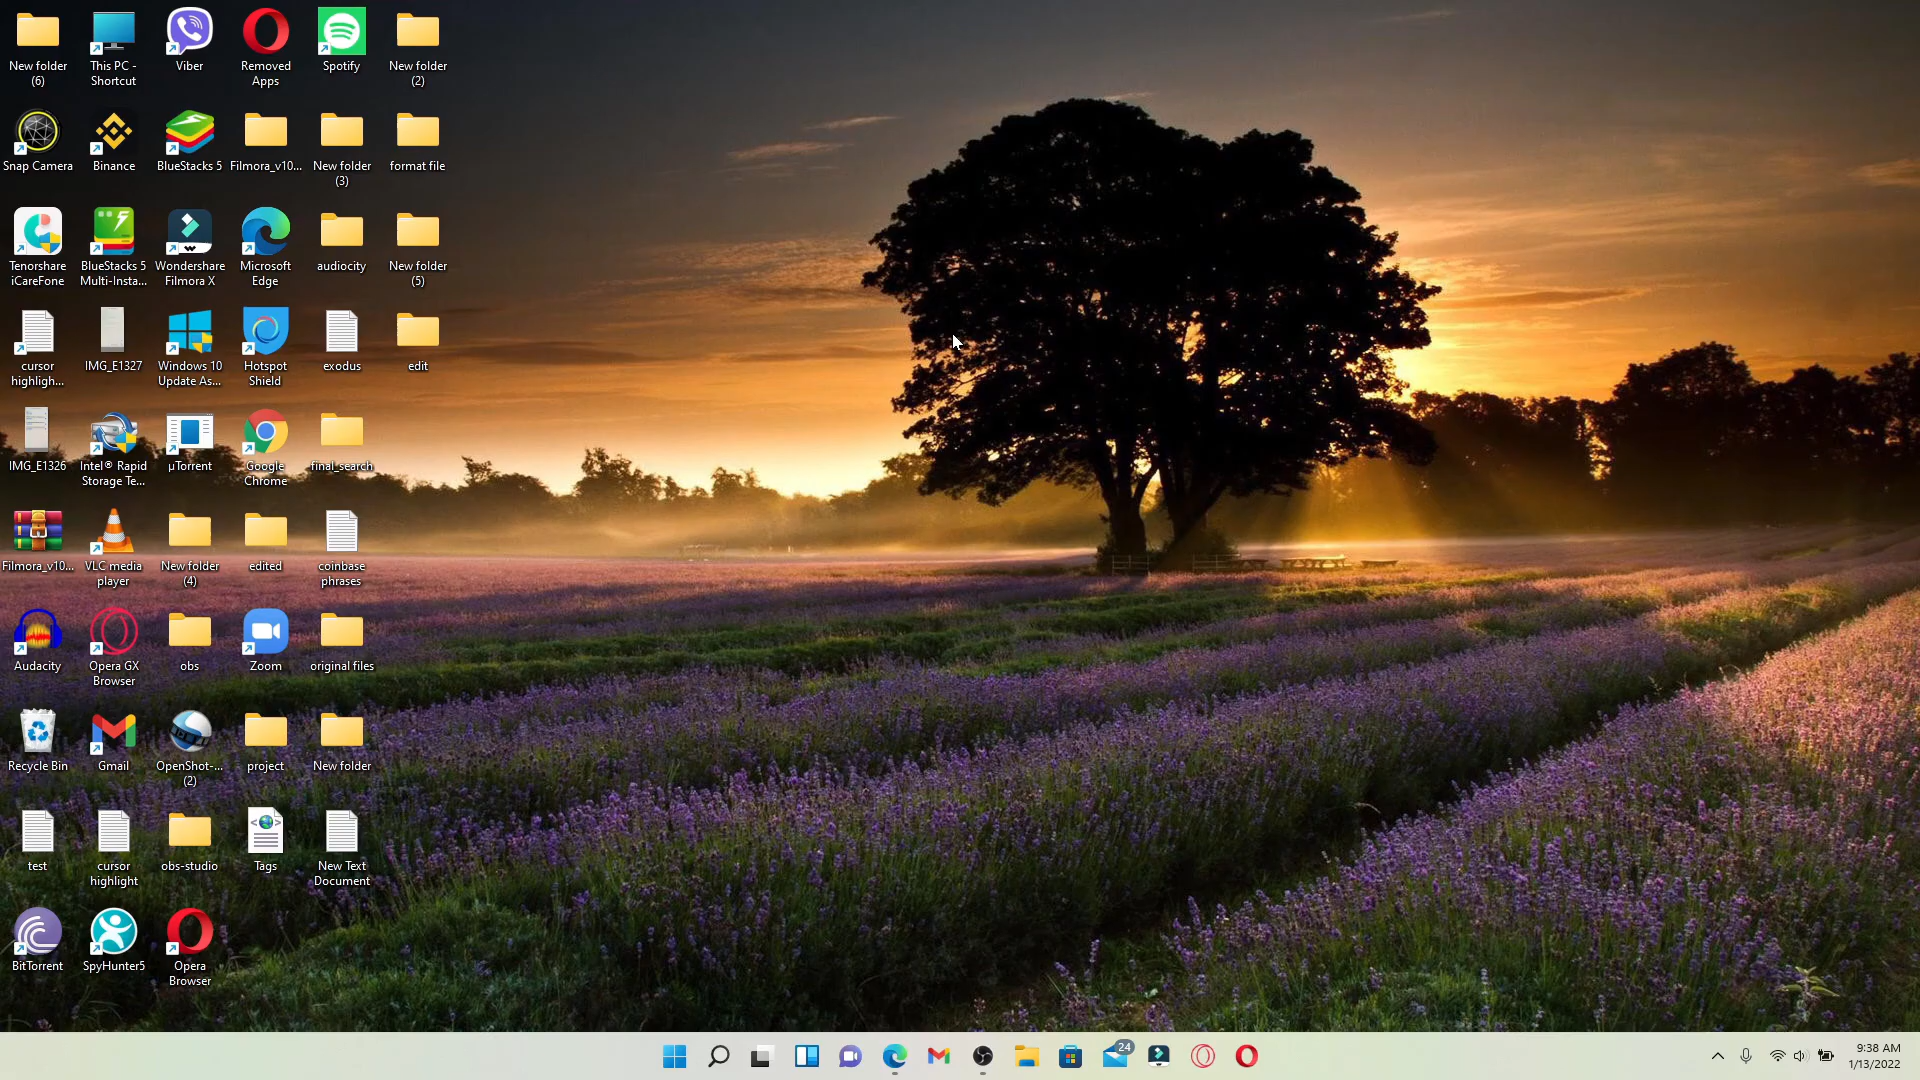 New folder
(6)
This PC -
Shortcut
Viber
Removed
Apps
Spotify
New folder
(2)
Snap Camera
Binance
BlueStacks 5
Filmora_v10...
New folder
(3)
format file
Tenorshare
iCareFone
BlueStacks 5
Multi-Insta...
Wondershare
Filmora X
Microsoft
Edge
audiocity
New folder
(5)
cursor
highligh...
IMG_E1327
Windows 10
Update As...
Hotspot
Shield
exodus
edit
IMG_E1326
Intel® Rapid
Storage Te...
µTorrent
Google
Chrome
final_search
Filmora_v10...
VLC media
player
New folder
(4)
edited
coinbase
phrases
Audacity
Opera GX
Browser
obs
Zoom
original files
Recycle Bin
Gmail
OpenShot-...
(2)
project
New folder
test
cursor
highlight
obs-studio
Tags
New Text
Document
BitTorrent
SpyHunter5
Opera
Browser
24
9:38 AM
1/13/2022